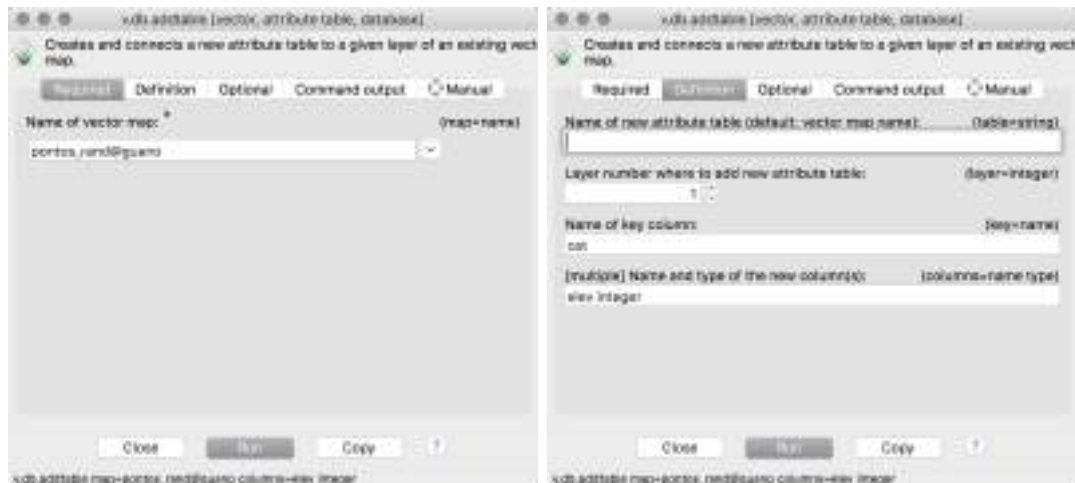 v.db.addtable [vector, attribute table, database]
Creates and connects a new attribute table to a given layer of an existing vect
map.
Required Definition Optional Command output Manual
Name of vector map: * (map=name)
pontos_rand@guano
Close Run Copy ?
v.db.addtable map=pontos_rand@guano columns=elev integer
v.db.addtable [vector, attribute table, database]
Creates and connects a new attribute table to a given layer of an existing vect
map.
Required Definition Optional Command output Manual
Name of new attribute table (default: vector map name): (table=string)
Layer number where to add new attribute table: (layer=integer)
1
Name of key column: (key=name)
cat
[multiple] Name and type of the new column(s): (columns=name type)
elev integer
Close Run Copy ?
v.db.addtable map=pontos_rand@guano columns=elev integer